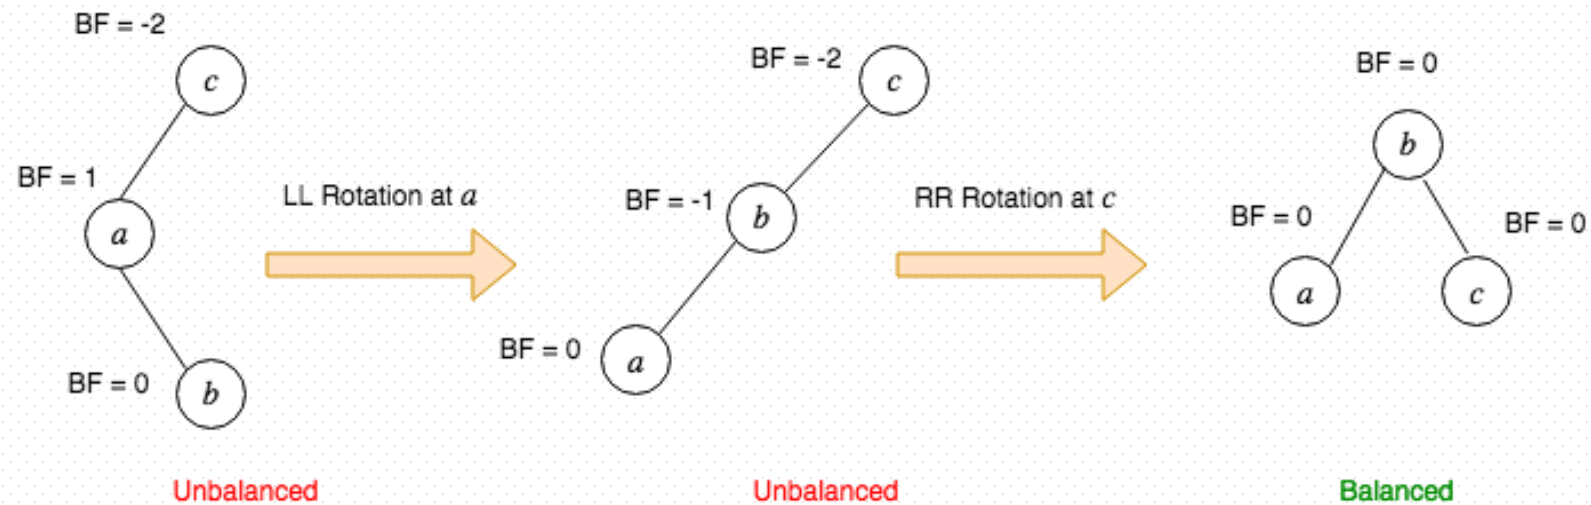 BF = -2
c
BF = 1
a
BF = 0
b
Unbalanced
LL Rotation at a
BF = -2
c
BF = -1
b
BF = 0
a
Unbalanced
RR Rotation at c
BF = 0
b
BF = 0
a
BF = 0
c
Balanced